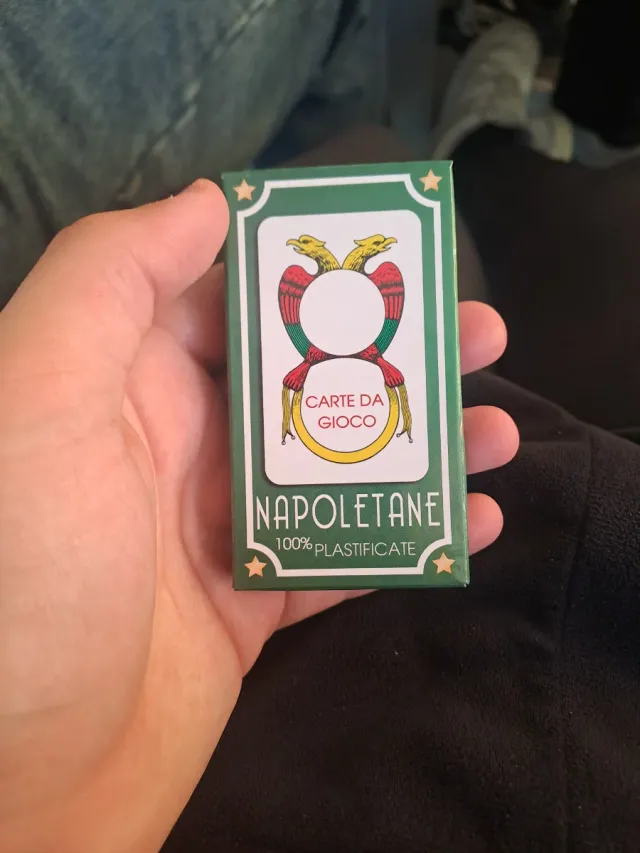 CARTE DA
GIOCO
NAPOLETANE
100% PLASTIFICATE